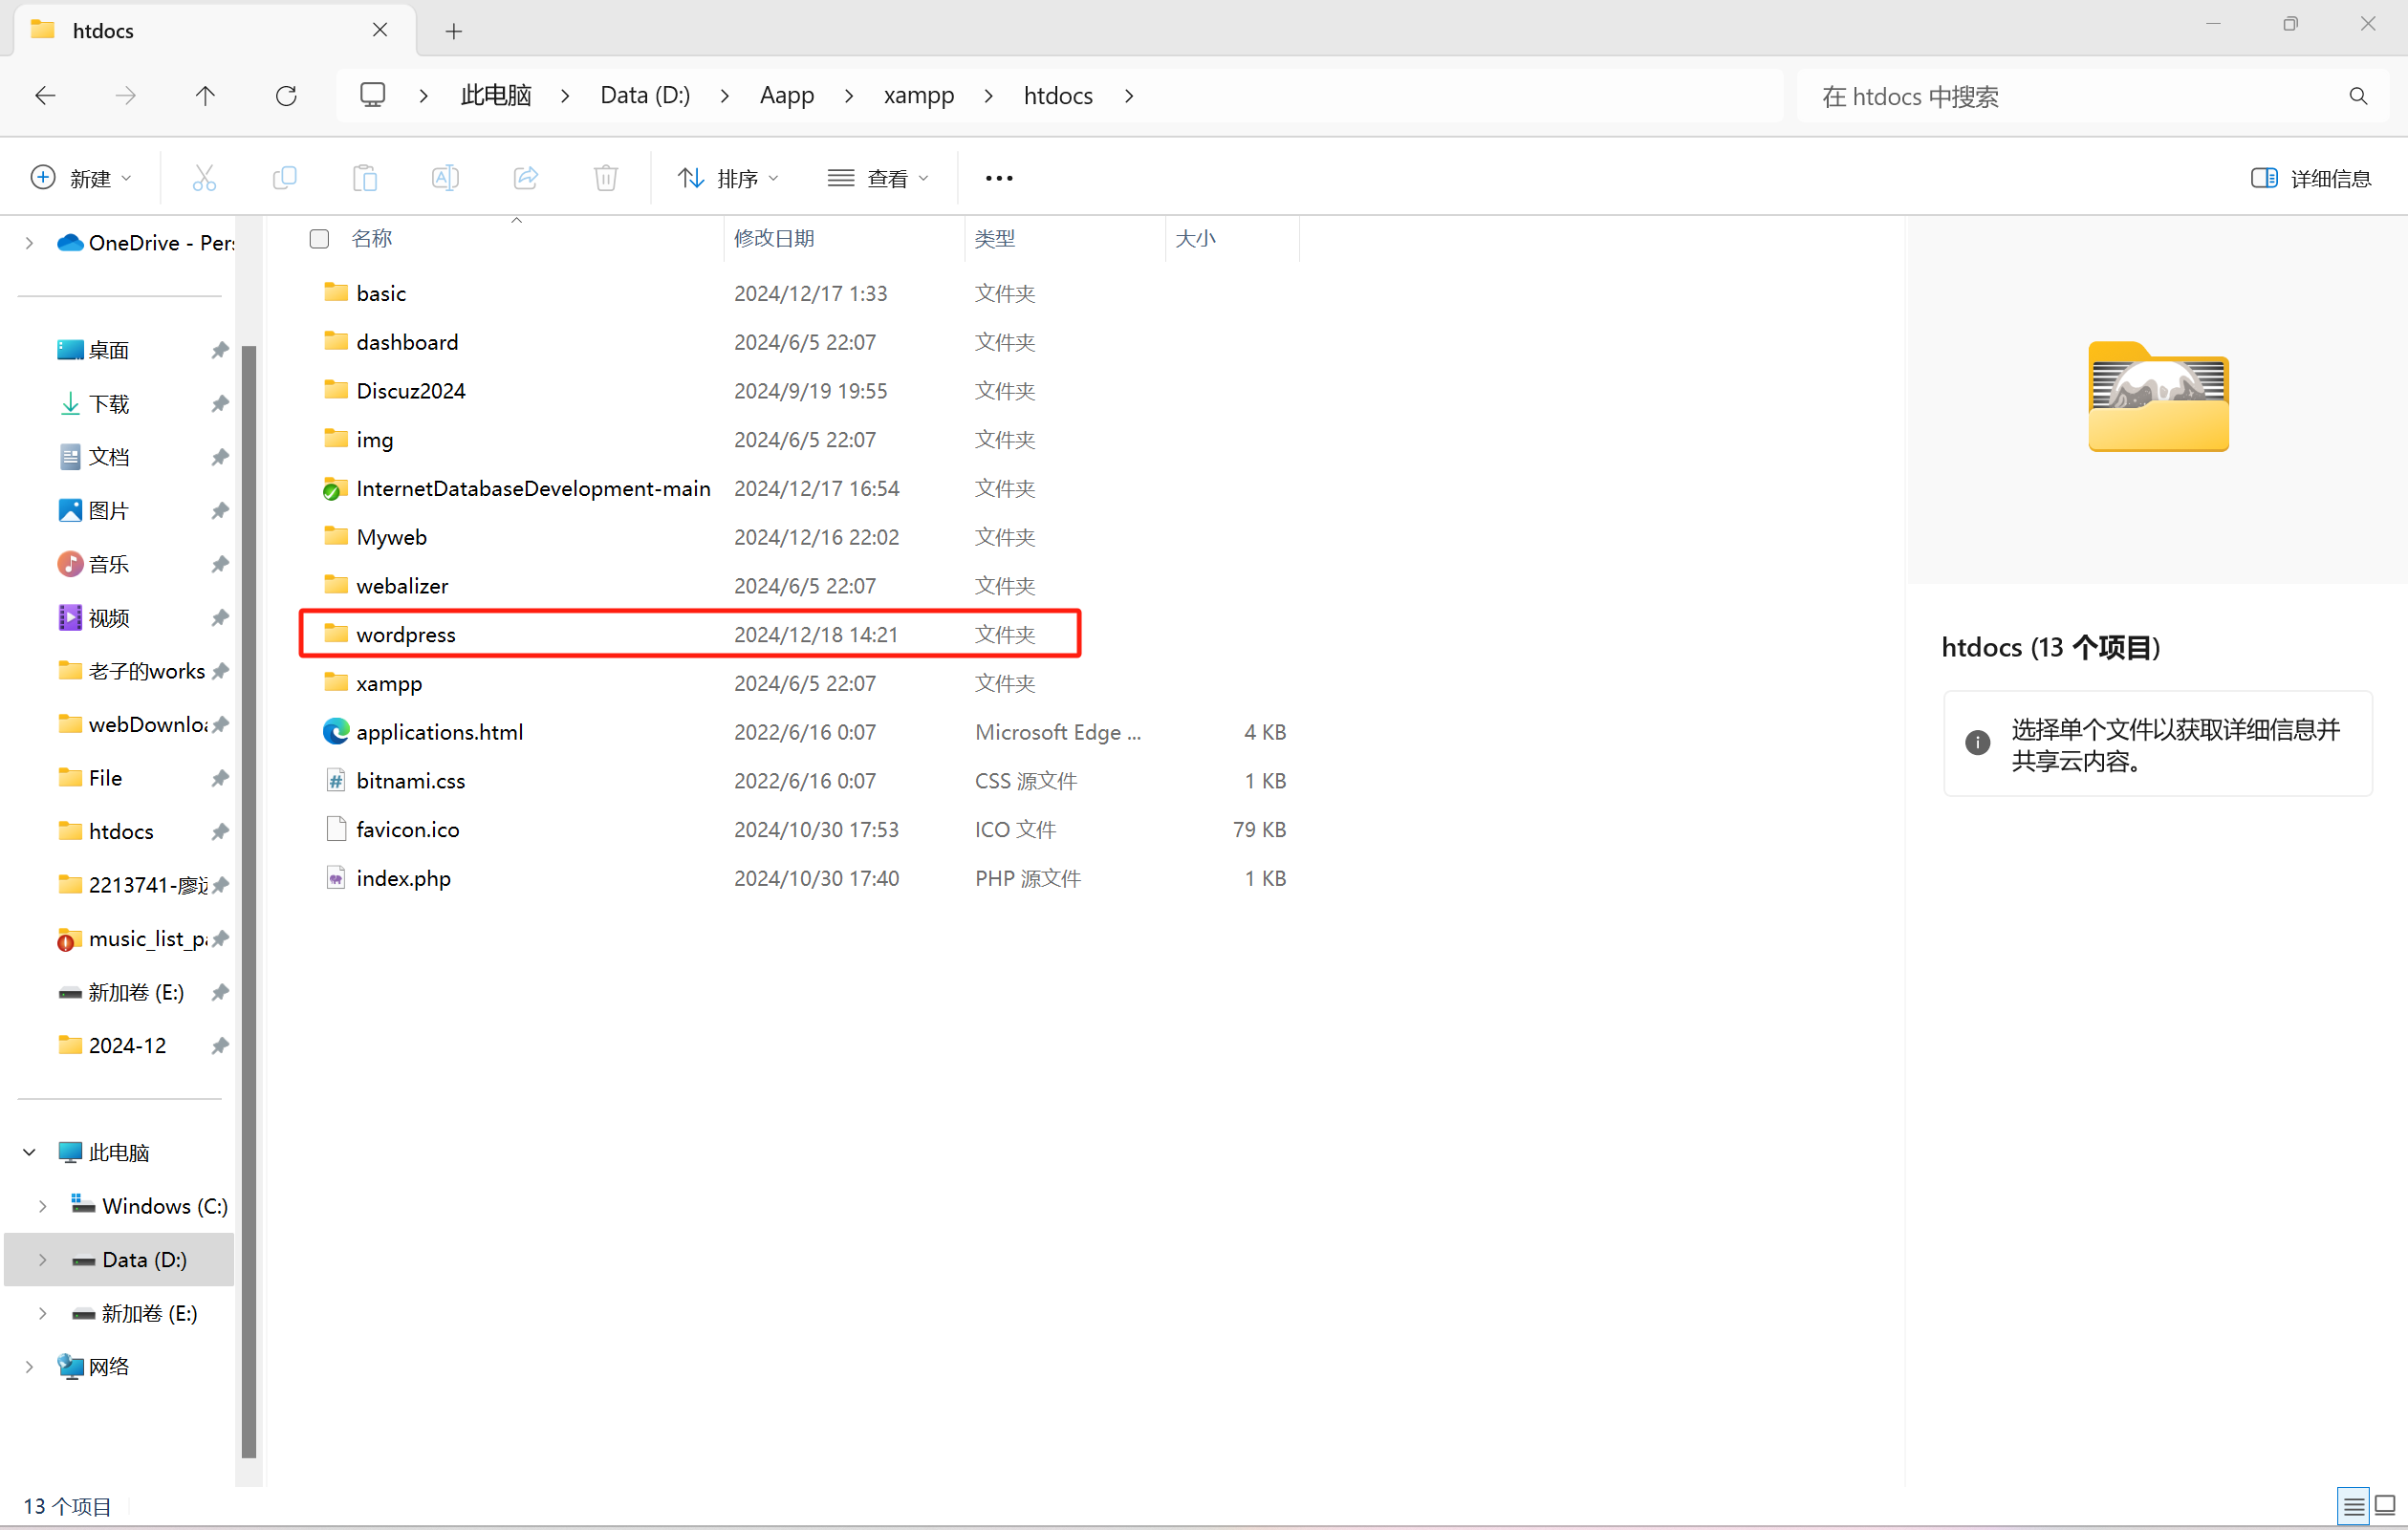 htdocs
此电脑 Data (D:) Aapp xampp htdocs
在 htdocs 中搜索
新建 排序 查看 详细信息
OneDrive - Pers
桌面
下载
文档
图片
音乐
视频
老子的works
webDownloa
File
htdocs
2213741-廖
music_list_pa
新加卷 (E:)
2024-12
此电脑
Windows (C:)
Data (D:)
新加卷 (E:)
网络
名称 修改日期 类型 大小
basic 2024/12/17 1:33 文件夹
dashboard 2024/6/5 22:07 文件夹
Discuz2024 2024/9/19 19:55 文件夹
img 2024/6/5 22:07 文件夹
InternetDatabaseDevelopment-main 2024/12/17 16:54 文件夹
Myweb 2024/12/16 22:02 文件夹
webalizer 2024/6/5 22:07 文件夹
wordpress 2024/12/18 14:21 文件夹
xampp 2024/6/5 22:07 文件夹
applications.html 2022/6/16 0:07 Microsoft Edge ... 4 KB
bitnami.css 2022/6/16 0:07 CSS 源文件 1 KB
favicon.ico 2024/10/30 17:53 ICO 文件 79 KB
index.php 2024/10/30 17:40 PHP 源文件 1 KB
htdocs (13 个项目)
选择单个文件以获取详细信息并
共享云内容。
13 个项目